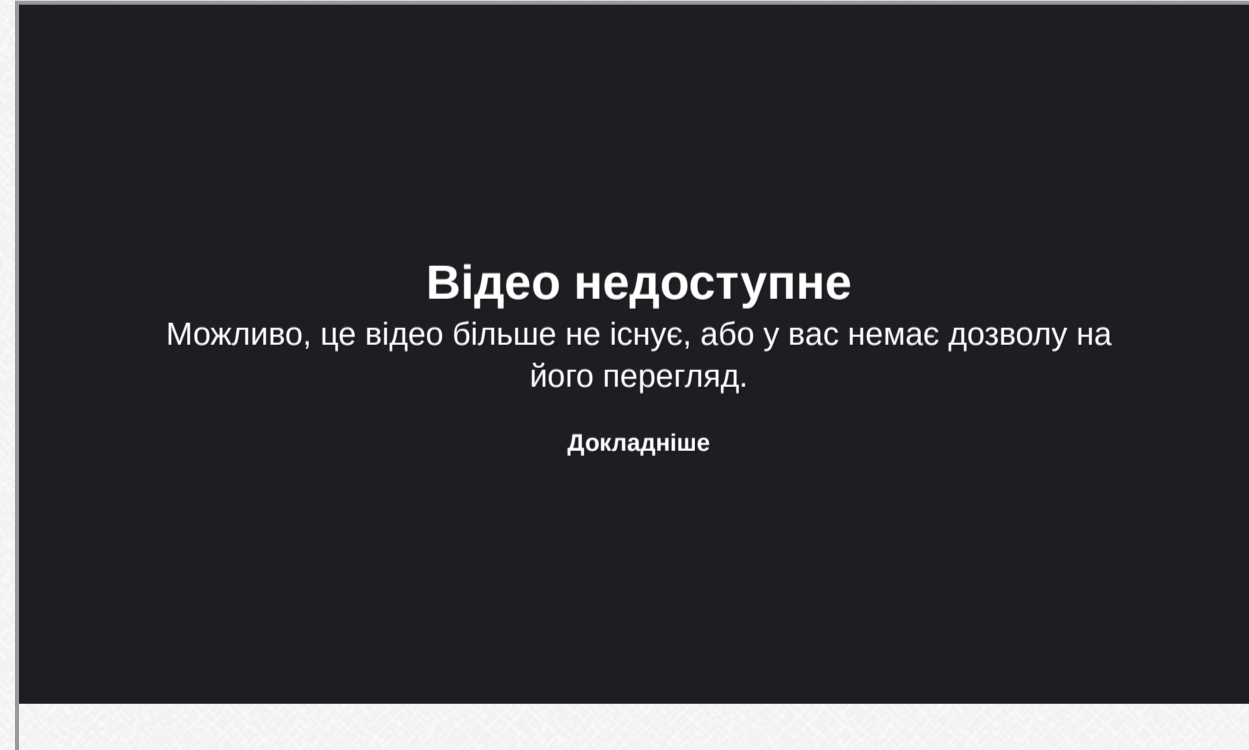 Відео недоступне
Можливо, це відео більше не існує, або у вас немає дозволу на
його перегляд.
Докладніше